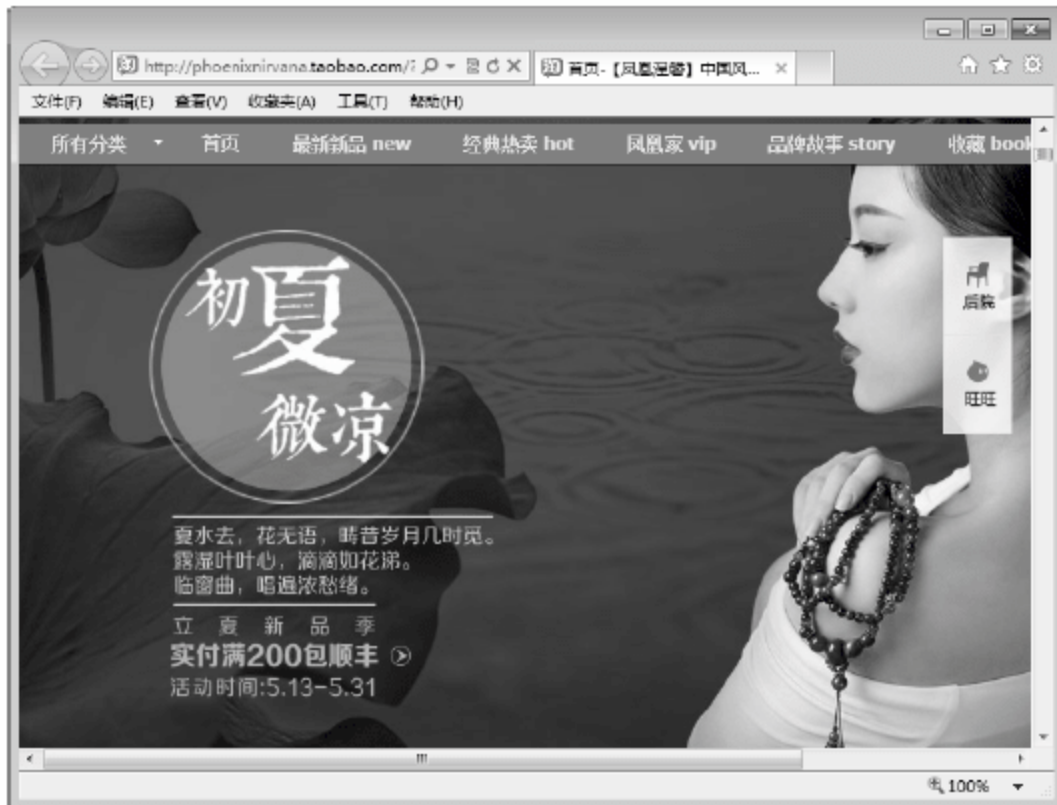 http://phoenixnirvana.taobao.com/?
首页-【凤凰涅磐】中国风...
文件(F) 编辑(E) 查看(V) 收藏夹(A) 工具(T) 帮助(H)
所有分类 首页 最新新品 new 经典热卖 hot 凤凰家 vip 品牌故事 story 收藏 book
初夏
微凉
后院
旺旺
夏水去，花无语，畴昔岁月几时觅。
露湿叶叶心，滴滴如花涕。
临窗曲，唱遍浓愁绪。
立夏新品季
实付满200包顺丰
活动时间:5.13-5.31
100%